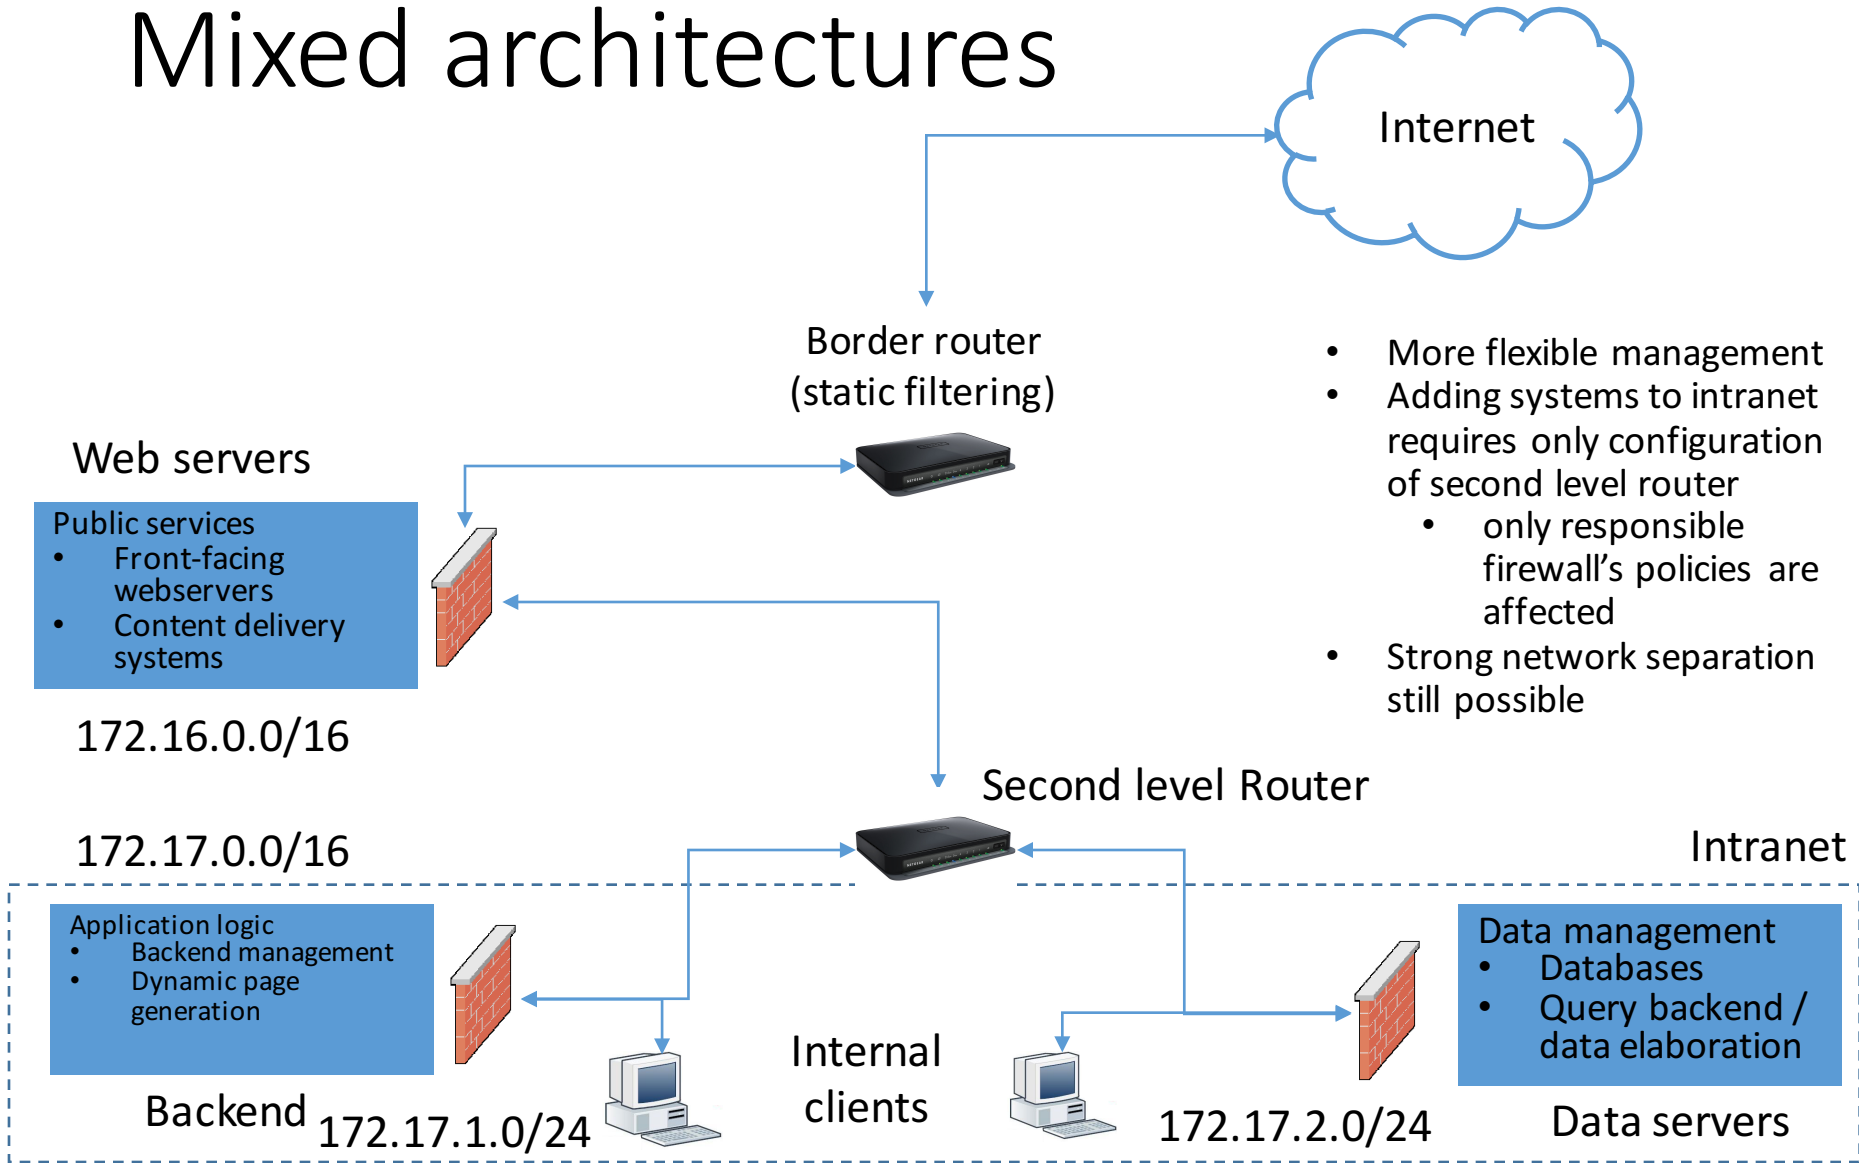 Mixed architectures
Internet
Border router
(static filtering)
• More flexible management
• Adding systems to intranet
requires only configuration
of second level router
• only responsible
firewall's policies are
affected
• Strong network separation
still possible
Web servers
Public services
• Front-facing
webservers
• Content delivery
systems
172.16.0.0/16
Second level Router
172.17.0.0/16
Intranet
Application logic
• Backend management
• Dynamic page
generation
Backend
172.17.1.0/24
Internal
clients
Data management
• Databases
• Query backend /
data elaboration
172.17.2.0/24
Data servers